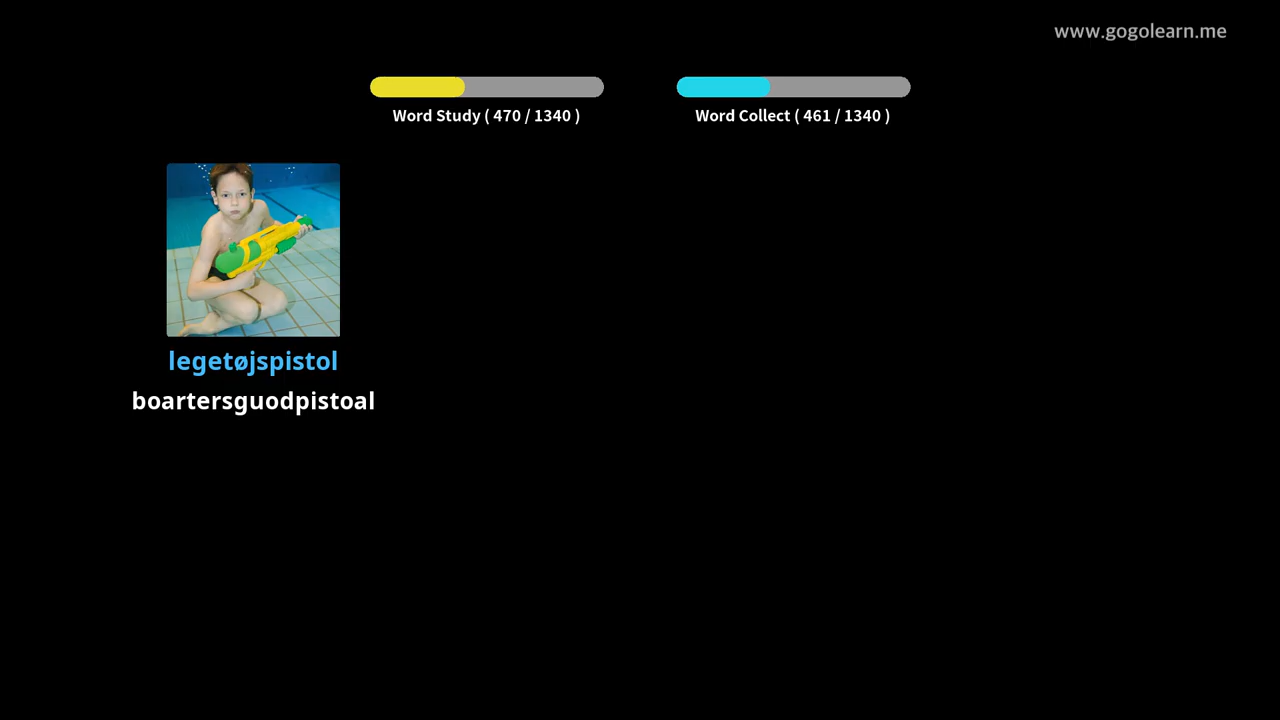 www.gogolearn.me
Word Study ( 470 / 1340 )
Word Collect ( 461 / 1340 )
legetøjspistol
boartersguodpistoal